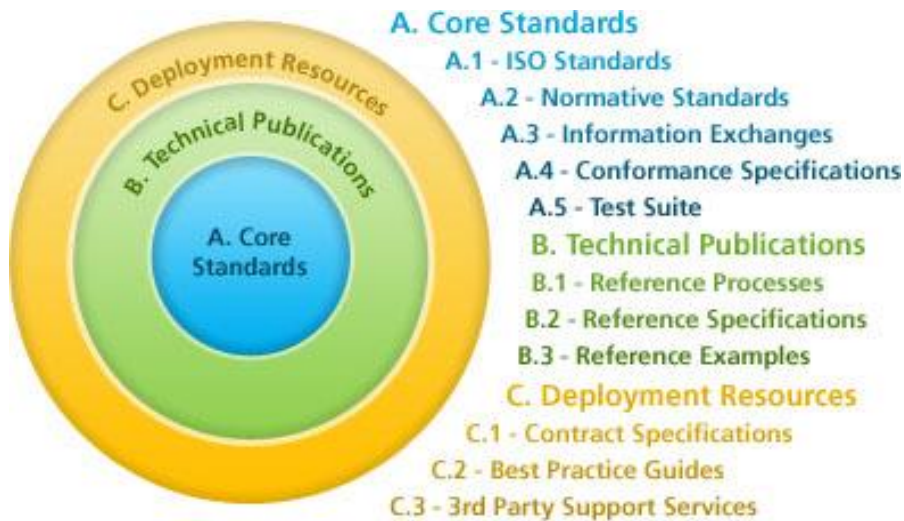 C. Deployment Resources
B. Technical Publications
A. Core
Standards
A. Core Standards
A.1 - ISO Standards
A.2 - Normative Standards
A.3 - Information Exchanges
A.4 - Conformance Specifications
A.5 - Test Suite
B. Technical Publications
B.1 - Reference Processes
B.2 - Reference Specifications
B.3 - Reference Examples
C. Deployment Resources
C.1 - Contract Specifications
C.2 - Best Practice Guides
C.3 - 3rd Party Support Services